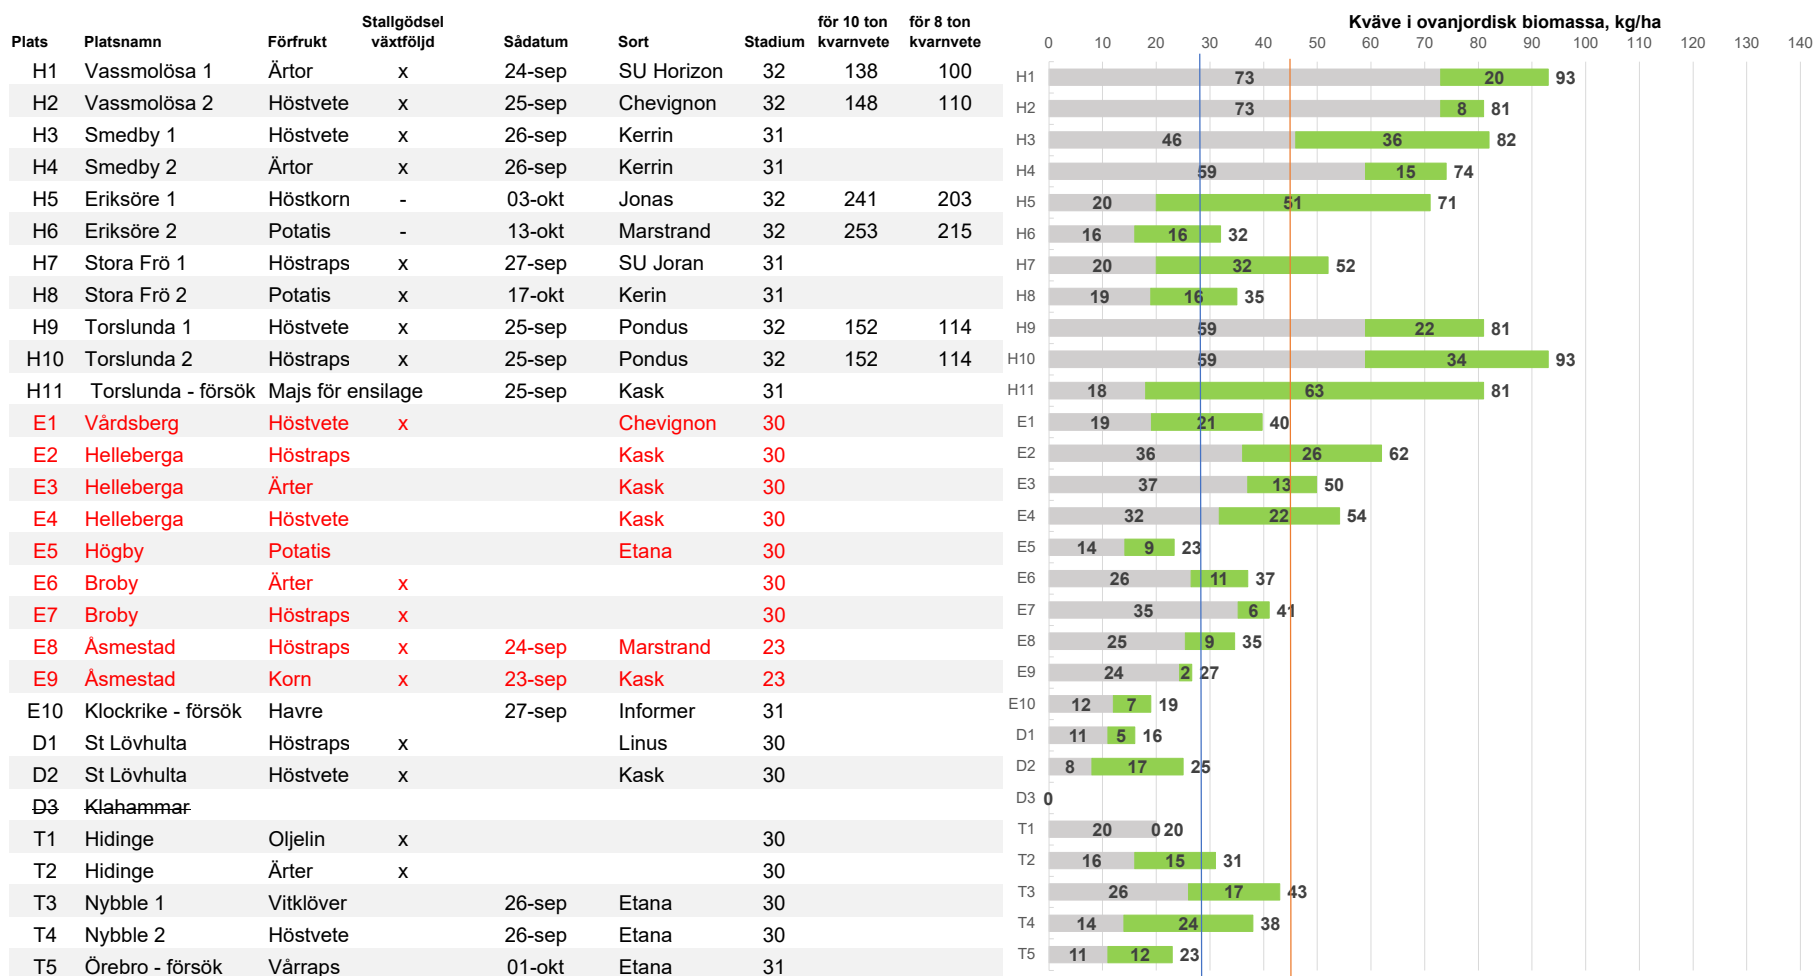 Stallgödsel för 10 ton för 8 ton Kväve i ovanjordisk biomassa, kg/ha
Plats Platsnamn Förfrukt växtföljd Sådatum Sort Stadium kvarnvete kvarnvete 0 10 20 30 40 50 60 70 80 90 100 110 120 130 140
H1 Vassmolösa 1 Ärtor x 24-sep SU Horizon 32 138 100 H1 73 20 93
H2 Vassmolösa 2 Höstvete x 25-sep Chevignon 32 148 110 H2 73 8 81
H3 Smedby 1 Höstvete x 26-sep Kerrin 31 H3 46 36 82
H4 Smedby 2 Ärtor x 26-sep Kerrin 31 H4 59 15 74
H5 Eriksöre 1 Höstkorn - 03-okt Jonas 32 241 203 H5 20 51 71
H6 Eriksöre 2 Potatis - 13-okt Marstrand 32 253 215 H6 16 16 32
H7 Stora Frö 1 Höstraps x 27-sep SU Joran 31 H7 20 32 52
H8 Stora Frö 2 Potatis x 17-okt Kerin 31 H8 19 16 35
H9 Torslunda 1 Höstvete x 25-sep Pondus 32 152 114 H9 59 22 81
H10 Torslunda 2 Höstraps x 25-sep Pondus 32 152 114 H10 59 34 93
H11 Torslunda - försök Majs för ensilage 25-sep Kask 31 H11 18 63 81
E1 Vårdsberg Höstvete x Chevignon 30 E1 19 21 40
E2 Helleberga Höstraps Kask 30 E2 36 26 62
E3 Helleberga Ärter Kask 30 E3 37 13 50
E4 Helleberga Höstvete Kask 30 E4 32 22 54
E5 Högby Potatis Etana 30 E5 14 9 23
E6 Broby Ärter x 30 E6 26 11 37
E7 Broby Höstraps x 30 E7 35 6 41
E8 Åsmestad Höstraps x 24-sep Marstrand 23 E8 25 9 35
E9 Åsmestad Korn x 23-sep Kask 23 E9 24 2 27
E10 Klockrike - försök Havre 27-sep Informer 31 E10 12 7 19
D1 St Lövhulta Höstraps x Linus 30 D1 11 5 16
D2 St Lövhulta Höstvete x Kask 30 D2 8 17 25
D3 Klahammar D3 0
T1 Hidinge Oljelin x 30 T1 20 0 20
T2 Hidinge Ärter x 30 T2 16 15 31
T3 Nybble 1 Vitklöver 26-sep Etana 30 T3 26 17 43
T4 Nybble 2 Höstvete 26-sep Etana 30 T4 14 24 38
T5 Örebro - försök Vårraps 01-okt Etana 31 T5 11 12 23